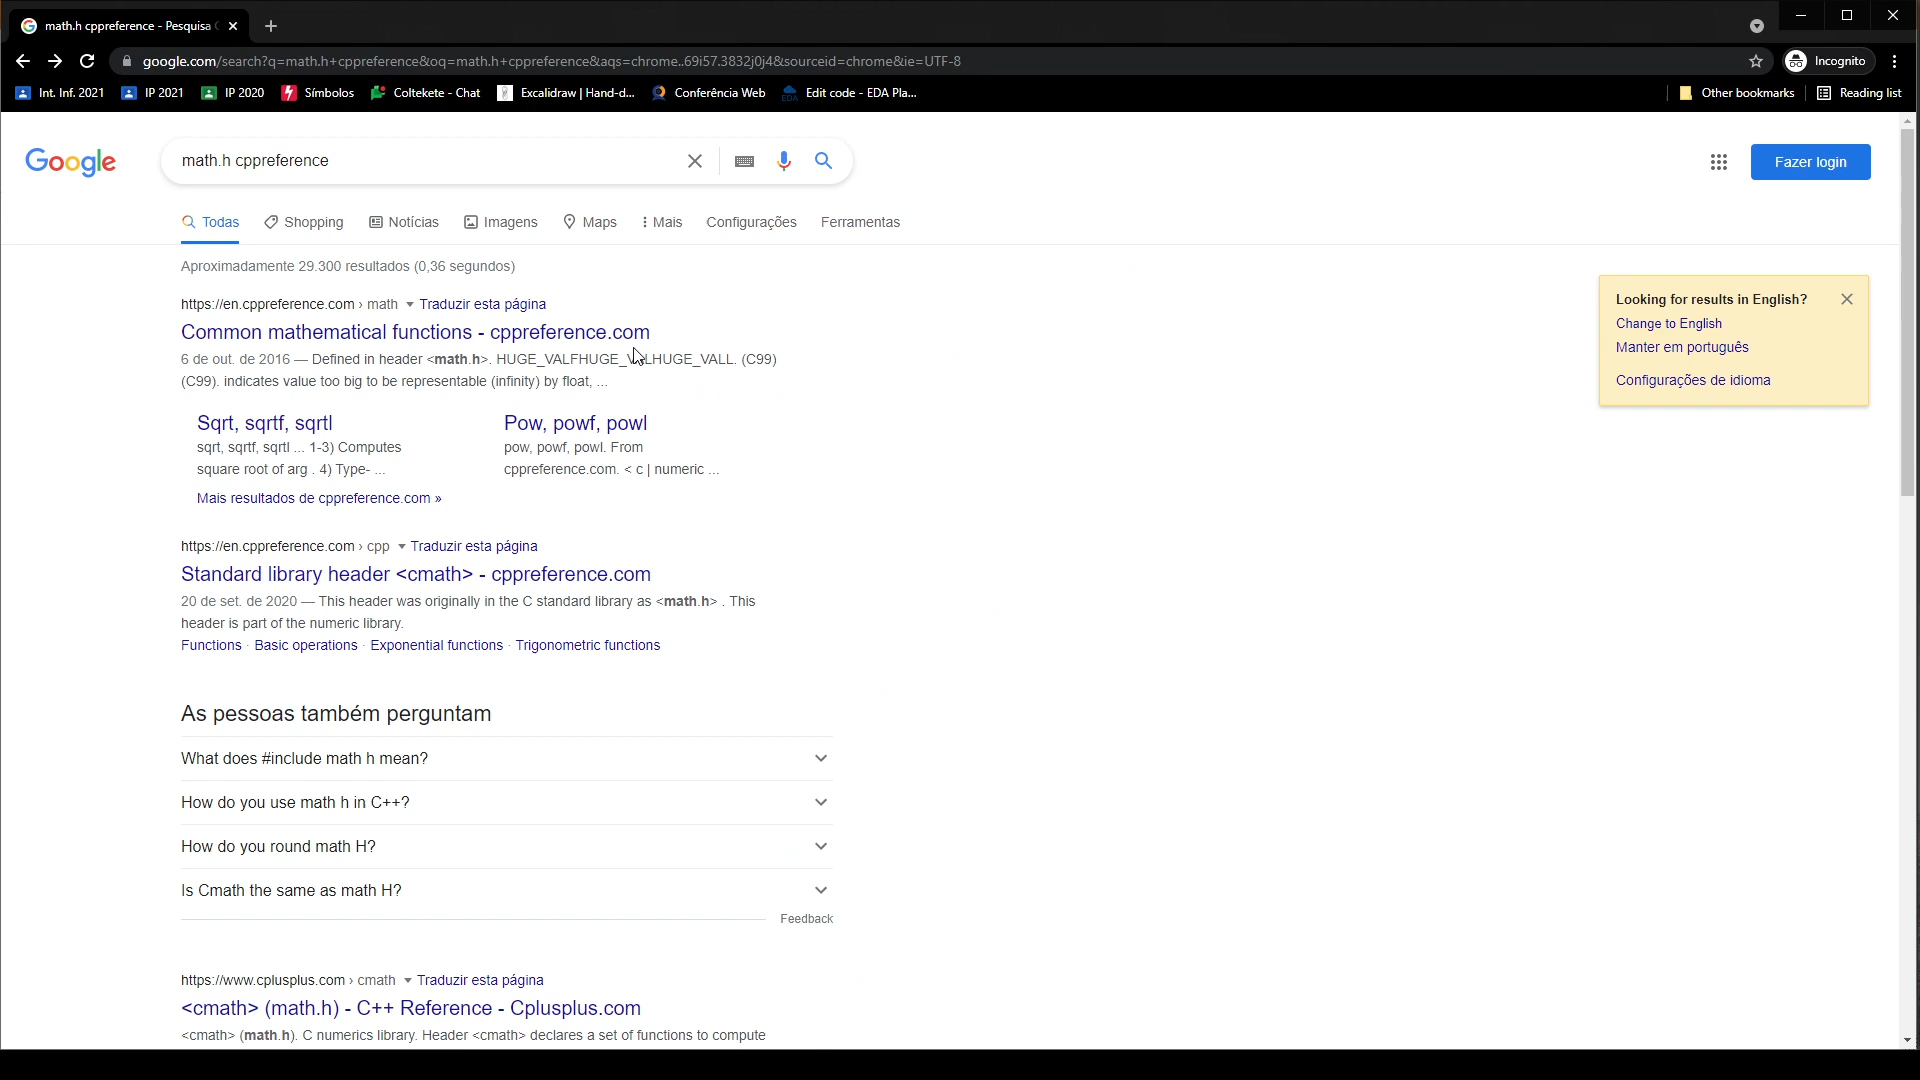 math.h cppreference - Pesquisa
google.com/search?q=math.h+cppreference&oq=math.h+cppreference&aqs=chrome..69i57.3832j0j4&sourceid=chrome&ie=UTF-8
Incognito
Int. Inf. 2021 IP 2021 IP 2020 Símbolos Coltekete - Chat Excalidraw | Hand-d... Conferência Web EDA Edit code - EDA Pla... Other bookmarks Reading list
Google math.h cppreference Fazer login
Todas Shopping Notícias Imagens Maps Mais Configurações Ferramentas
Aproximadamente 29.300 resultados (0,36 segundos)
https://en.cppreference.com › math Traduzir esta página
Common mathematical functions - cppreference.com
6 de out. de 2016 — Defined in header <math.h>. HUGE_VALFHUGE_VALHUGE_VALL. (C99)
(C99). indicates value too big to be representable (infinity) by float, ...
Sqrt, sqrtf, sqrtl
sqrt, sqrtf, sqrtl ... 1-3) Computes
square root of arg . 4) Type- ...
Pow, powf, powl
pow, powf, powl. From
cppreference.com. < c | numeric ...
Mais resultados de cppreference.com »
https://en.cppreference.com › cpp Traduzir esta página
Standard library header <cmath> - cppreference.com
20 de set. de 2020 — This header was originally in the C standard library as <math.h> . This
header is part of the numeric library.
Functions · Basic operations · Exponential functions · Trigonometric functions
As pessoas também perguntam
What does #include math h mean?
How do you use math h in C++?
How do you round math H?
Is Cmath the same as math H?
Feedback
https://www.cplusplus.com › cmath Traduzir esta página
<cmath> (math.h) - C++ Reference - Cplusplus.com
<cmath> (math.h). C numerics library. Header <cmath> declares a set of functions to compute
Looking for results in English?
Change to English
Manter em português
Configurações de idioma